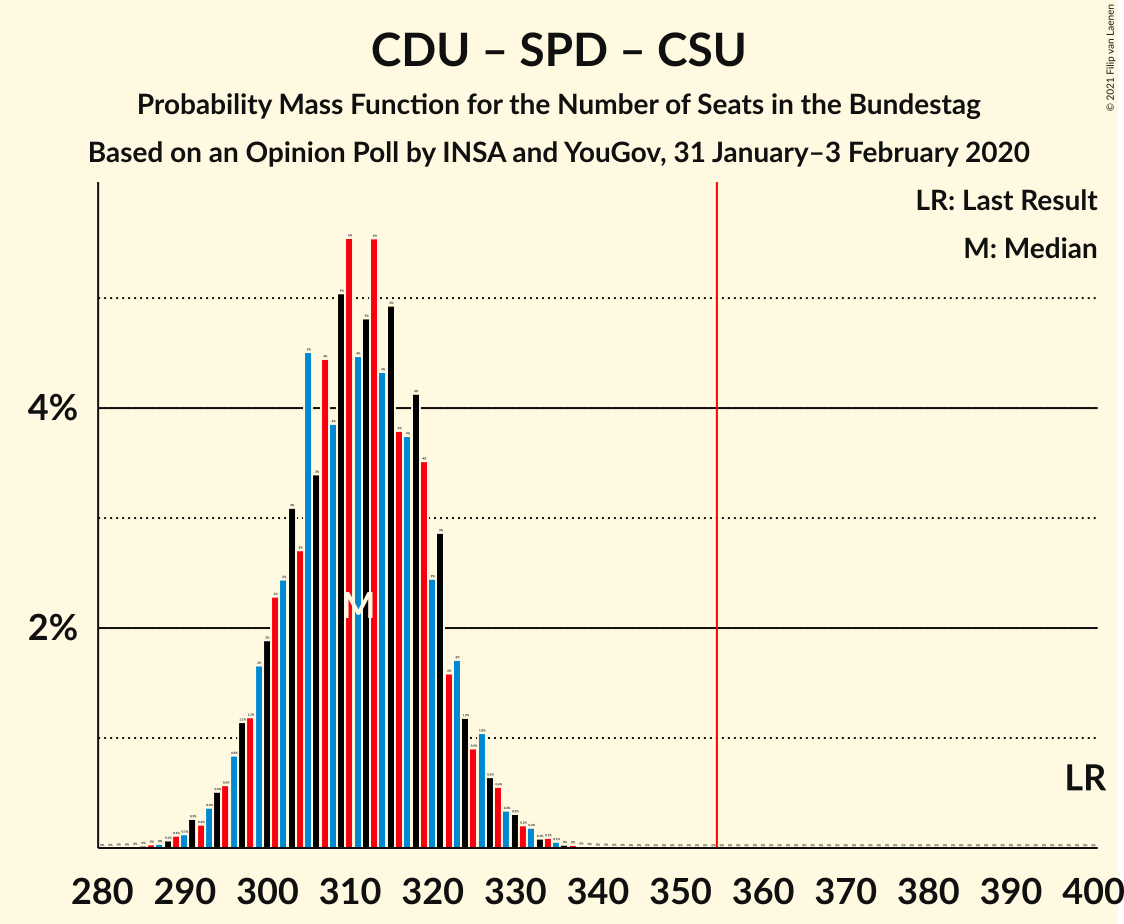 CDU – SPD – CSU
Probability Mass Function for the Number of Seats in the Bundestag
Based on an Opinion Poll by INSA and YouGov, 31 January–3 February 2020
© 2021 Filip van Laenen
LR: Last Result
M: Median
4%
2%
M
LR
280 290 300 310 320 330 340 350 360 370 380 390 400